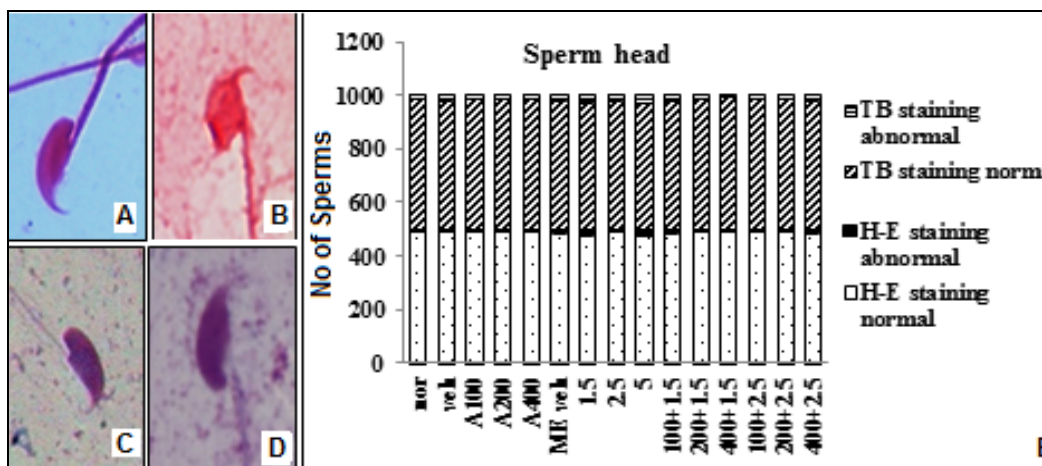 A
B
C
D
Sperm head
No of Sperms
1200
1000
800
600
400
200
0
nor
veh
A100
A200
A400
ME veh
1.5
2.5
5
100+1.5
200+1.5
400+1.5
100+2.5
200+2.5
400+2.5
TB staining
abnormal
TB staining norm
H-E staining
abnormal
H-E staining
normal